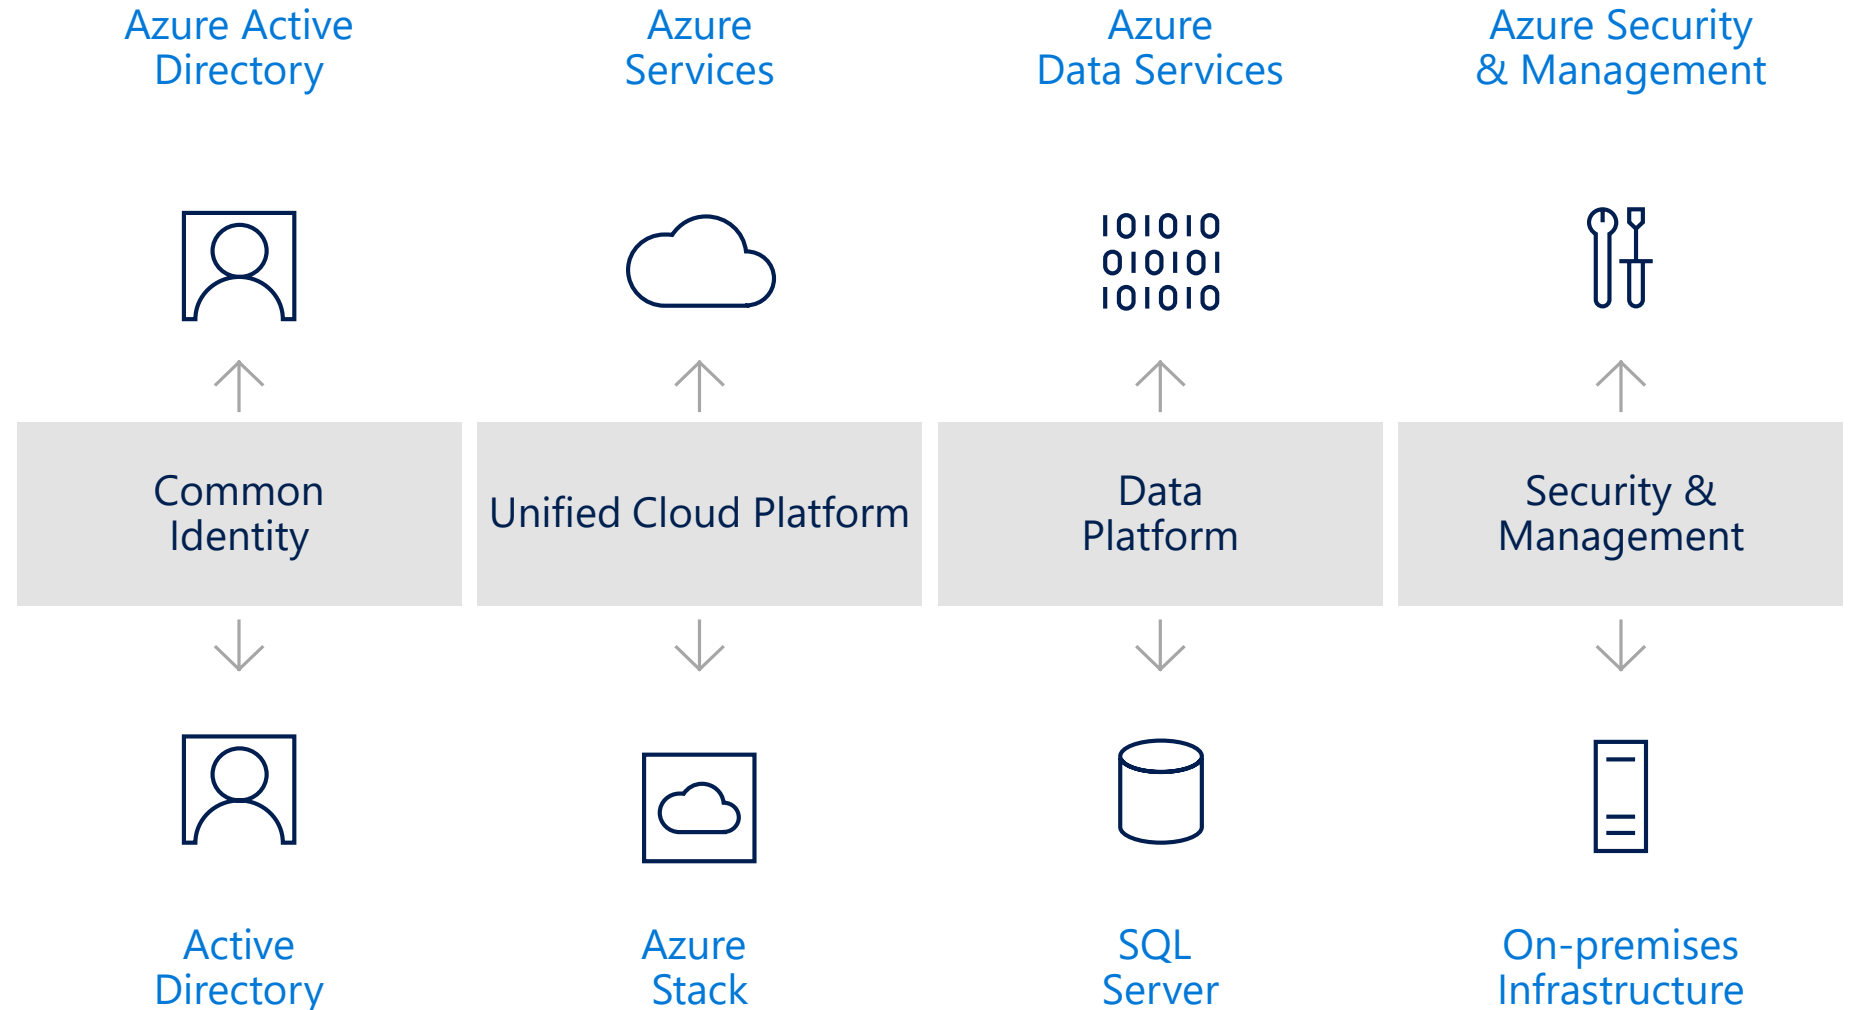 Azure Active
Directory
Azure
Services
Azure
Data Services
Azure Security
& Management
101010
010101
101010
Common
Identity
Unified Cloud Platform
Data
Platform
Security &
Management
Active
Directory
Azure
Stack
SQL
Server
On-premises
Infrastructure